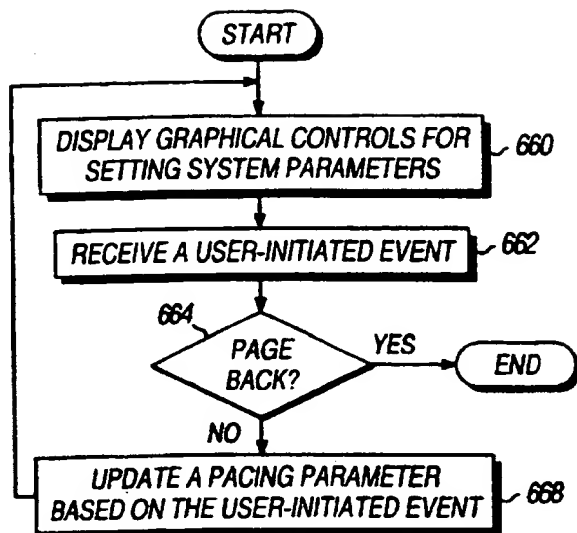 START
DISPLAY GRAPHICAL CONTROLS FOR
SETTING SYSTEM PARAMETERS
660
RECEIVE A USER-INITIATED EVENT
662
664
PAGE
BACK?
YES
END
NO
UPDATE A PACING PARAMETER
BASED ON THE USER-INITIATED EVENT
668